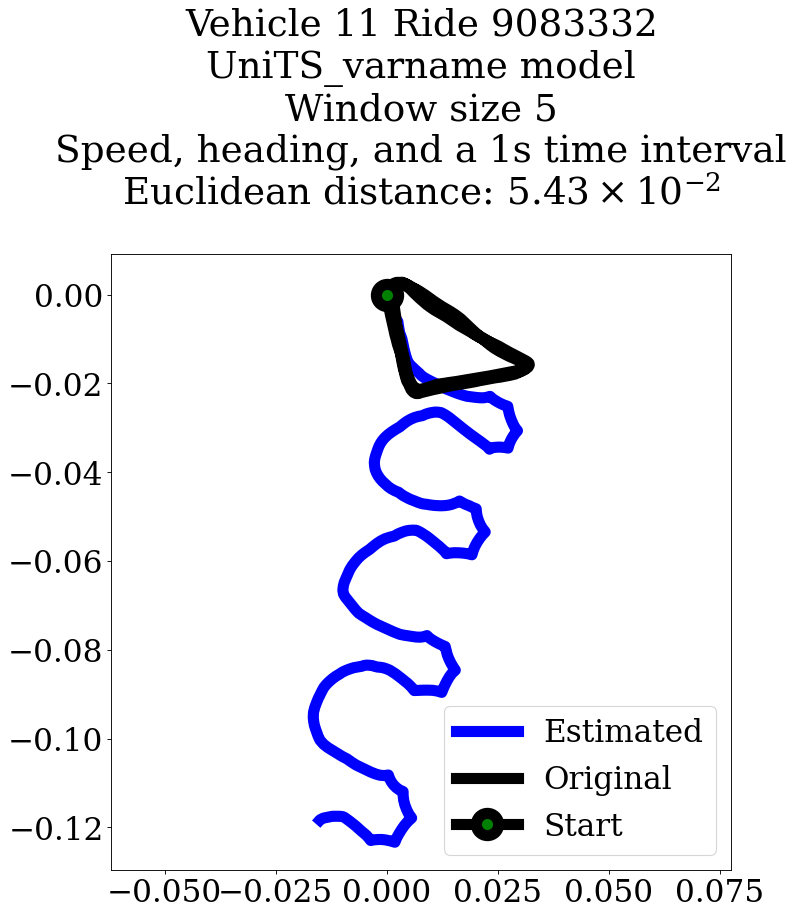 Vehicle 11 Ride 9083332
UniTS_varname model
Window size 5
Speed, heading, and a 1s time interval
Euclidean distance: 5.43 × 10⁻²
0.00
−0.02
−0.04
−0.06
−0.08
−0.10
−0.12
Estimated
Original
Start
−0.050 −0.025 0.000 0.025 0.050 0.075